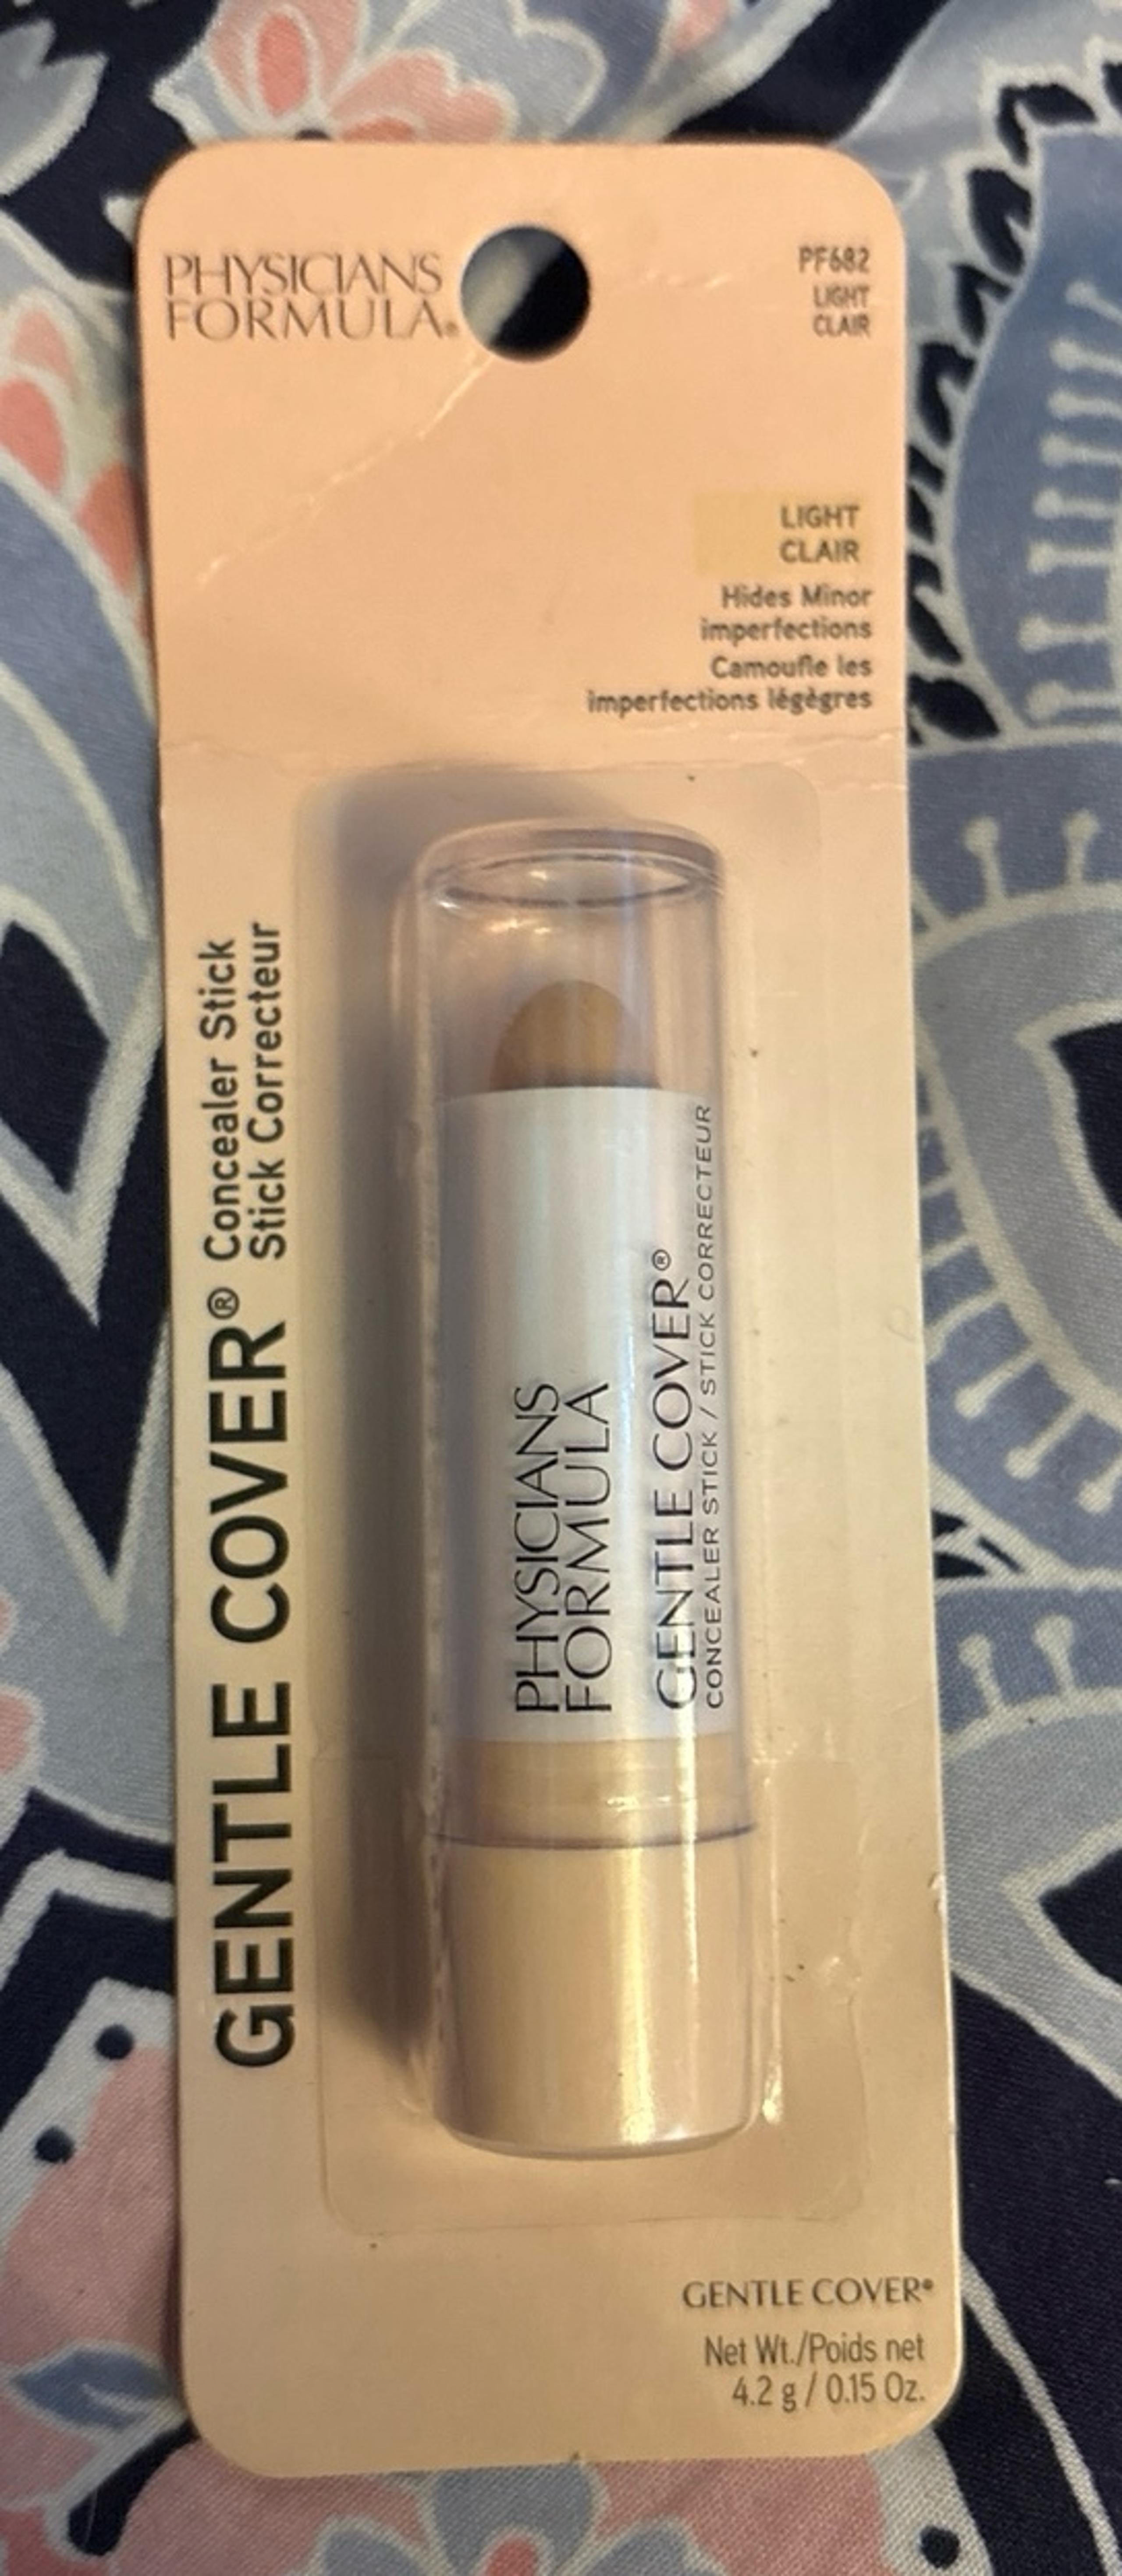 PHYSICIANS
FORMULA®
PF682
LIGHT
CLAIR
LIGHT
CLAIR
Hides Minor
imperfections
Camoufle les
imperfections légègres
GENTLE COVER® Concealer Stick
Stick Correcteur
PHYSICIANS
FORMULA
GENTLE COVER®
CONCEALER STICK / STICK CORRECTEUR
GENTLE COVER®
Net Wt./Poids net
4.2 g / 0.15 Oz.